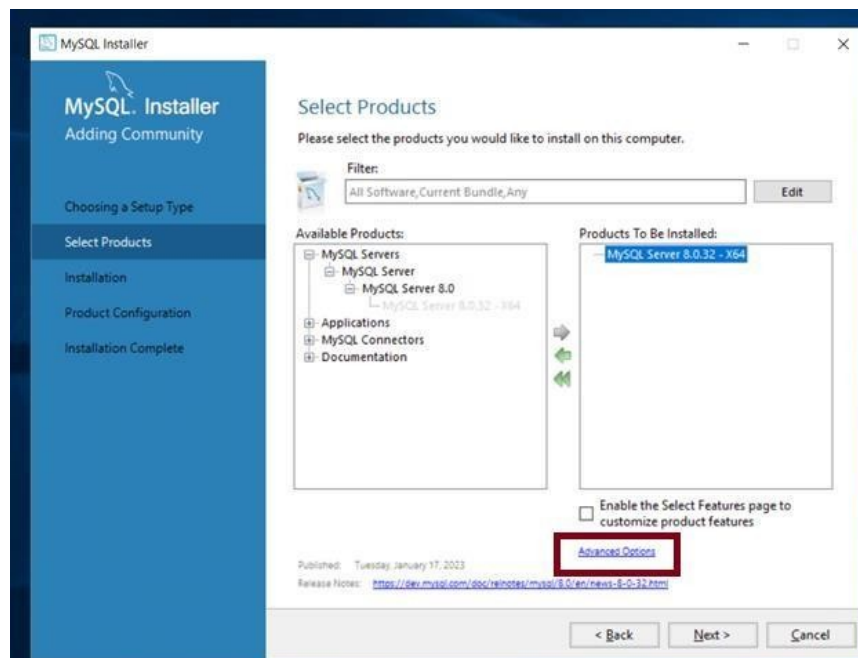 MySQL Installer
MySQL. Installer
Adding Community
Choosing a Setup Type
Select Products
Installation
Product Configuration
Installation Complete
Select Products
Please select the products you would like to install on this computer.
Filter:
All Software,Current Bundle,Any
Edit
Available Products:
MySQL Servers
MySQL Server
MySQL Server 8.0
MySQL Server 8.0.32 - X64
Applications
MySQL Connectors
Documentation
Products To Be Installed:
MySQL Server 8.0.32 - X64
Enable the Select Features page to
customize product features
Advanced Options
Published: Tuesday, January 17, 2023
Release Notes: https://dev.mysql.com/doc/relnotes/mysql/8.0/en/news-8-0-32.html
< Back
Next >
Cancel